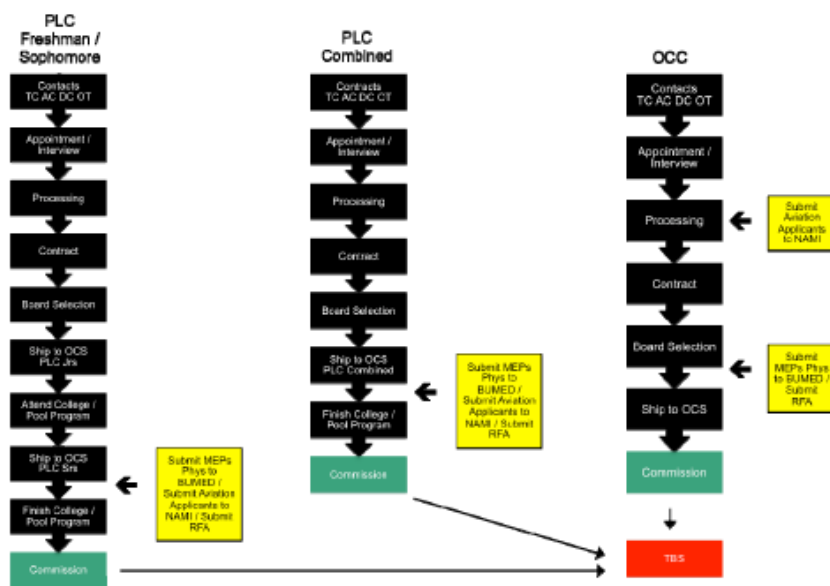 PLC
Freshman /
Sophomore
Contacts
TC AC DC OT
Appointment /
Interview
Processing
Contract
Board Selection
Ship to OCS
PLC Jrs
Attend College /
Pool Program
Ship to OCS
PLC Srs
Finish College /
Pool Program
Commission
Submit MEPs
Phys to
BUMED /
Submit Aviation
Applicants to
NAMI / Submit
RFA
PLC
Combined
Contracts
TC AC DC OT
Appointment /
Interview
Processing
Contract
Board Selection
Ship to OCS
PLC Combined
Finish College /
Pool Program
Commission
Submit MEPs
Phys to
BUMED /
Submit Aviation
Applicants to
NAMI / Submit
RFA
OCC
Contacts
TC AC DC OT
Appointment /
Interview
Processing
Contract
Board Selection
Ship to OCS
Commission
TBS
Submit
Aviation
Applicants
to NAMI
Submit
MEPs Phys
to BUMED /
Submit
RFA